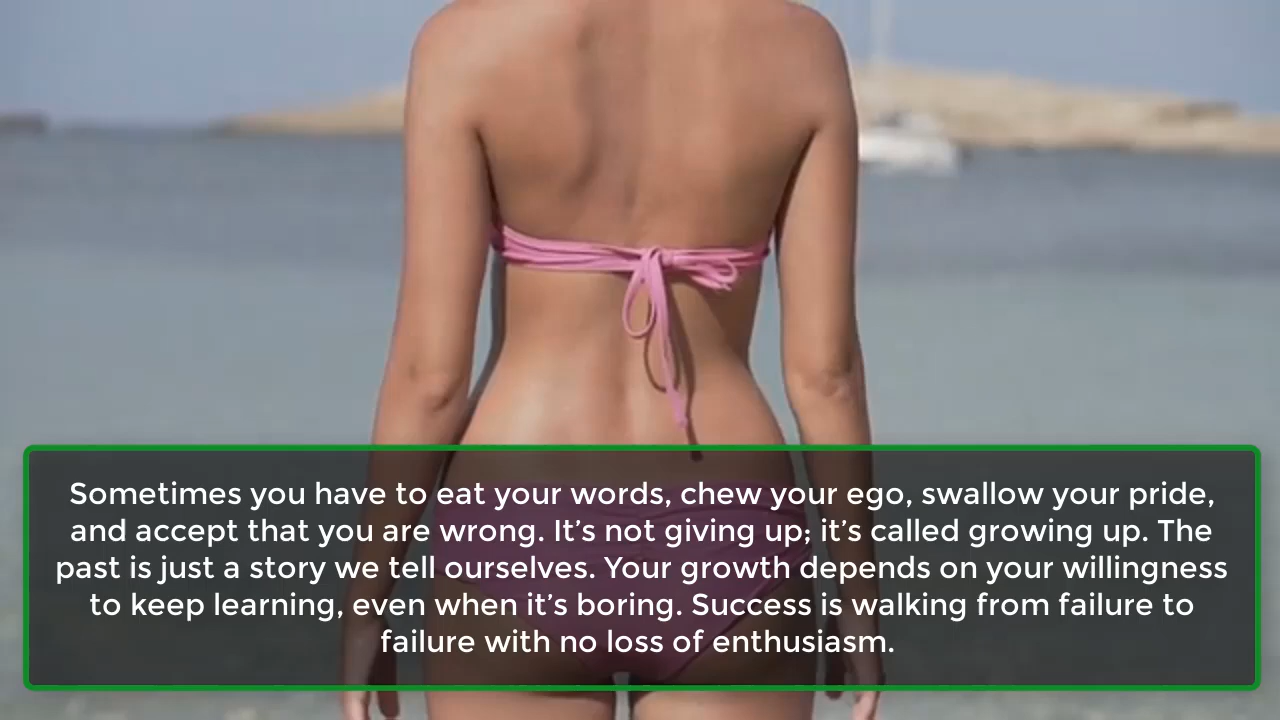 Sometimes you have to eat your words, chew your ego, swallow your pride,
and accept that you are wrong. It’s not giving up; it’s called growing up. The
past is just a story we tell ourselves. Your growth depends on your willingness
to keep learning, even when it’s boring. Success is walking from failure to
failure with no loss of enthusiasm.